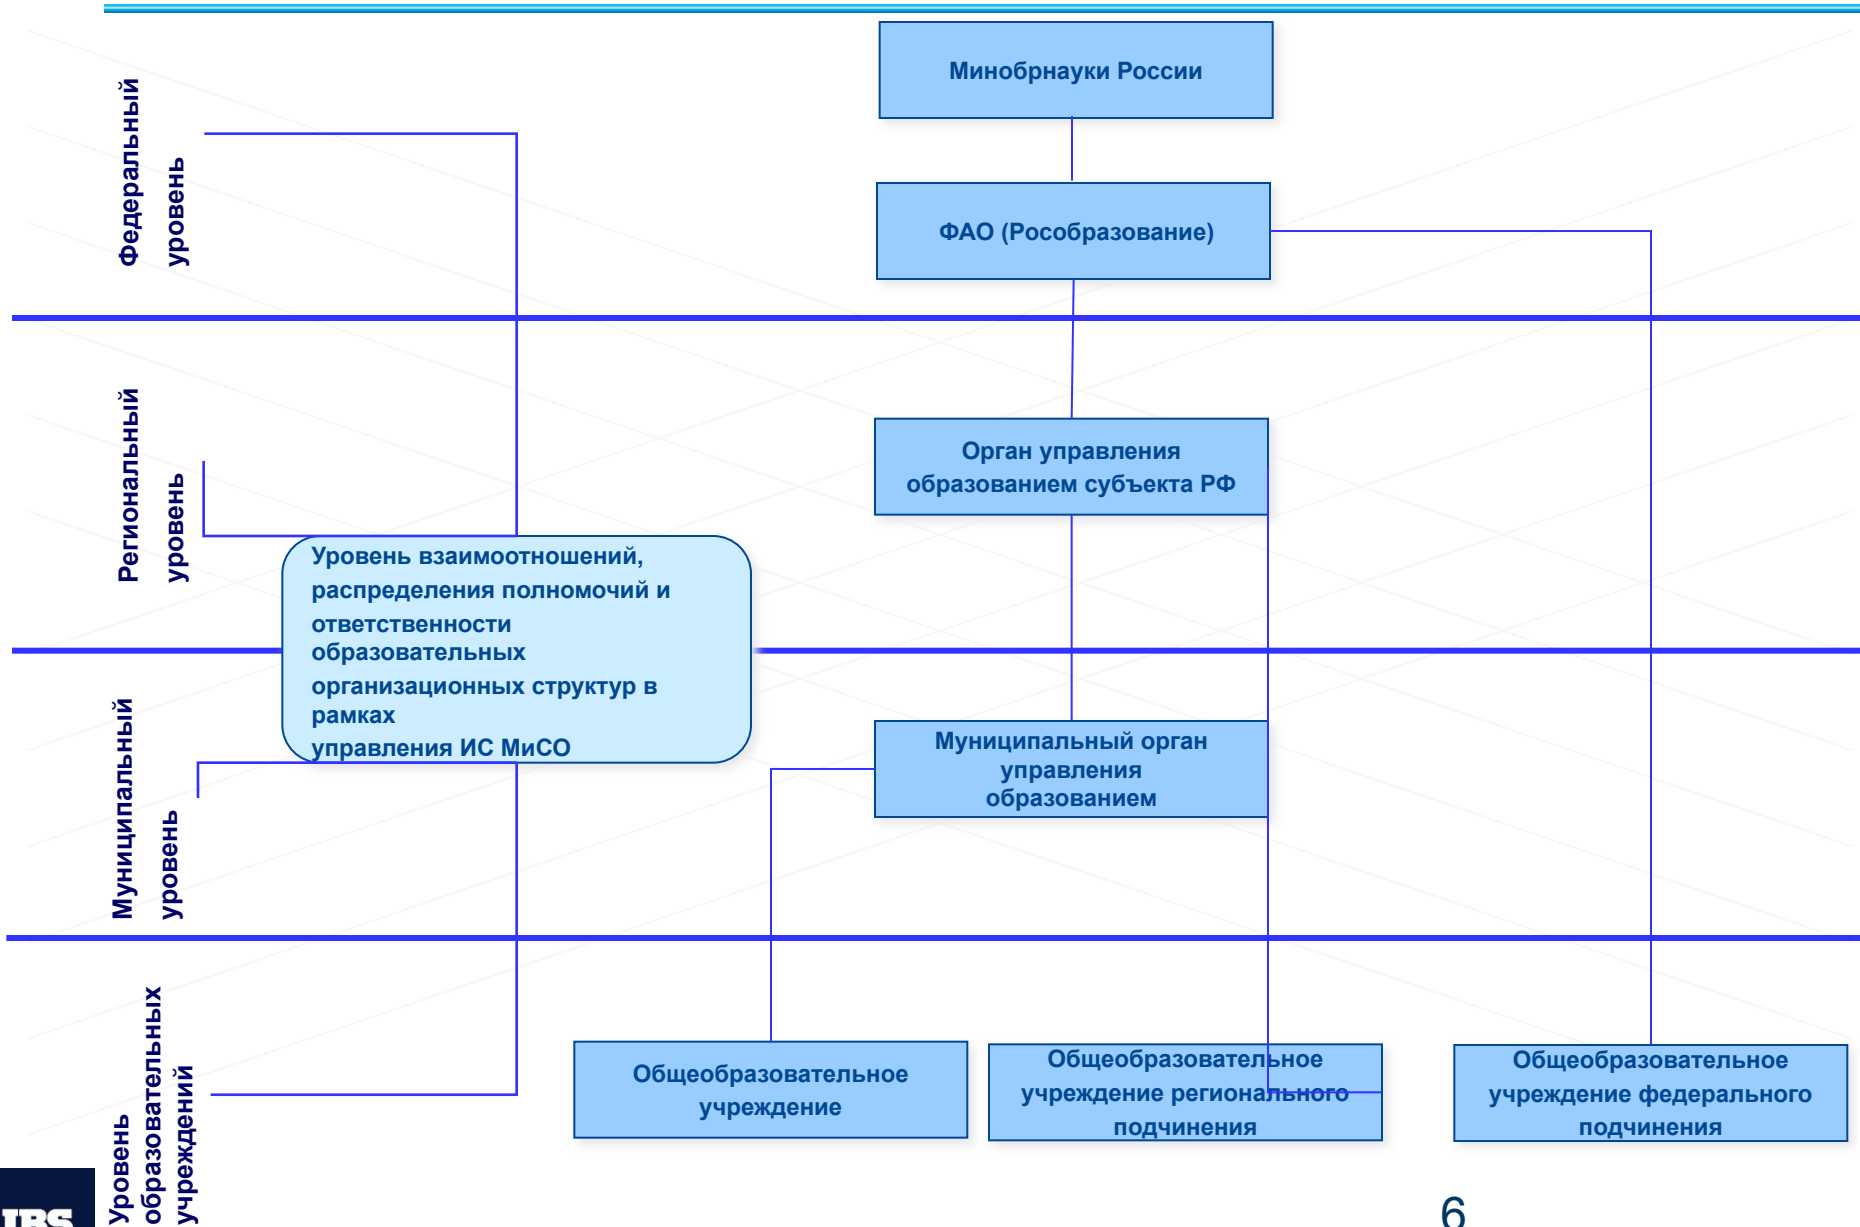 Минобрнауки России
Федеральный
уровень
ФАО (Рособразование)
Региональный
уровень
Орган управления
образованием субъекта РФ
Уровень взаимоотношений,
распределения полномочий и
ответственности
образовательных
организационных структур в
рамках
управления ИС МиСО
Муниципальный
уровень
Муниципальный орган
управления
образованием
Уровень
образовательных
учреждений
Общеобразовательное
учреждение
Общеобразовательное
учреждение регионального
подчинения
Общеобразовательное
учреждение федерального
подчинения
IBS
6